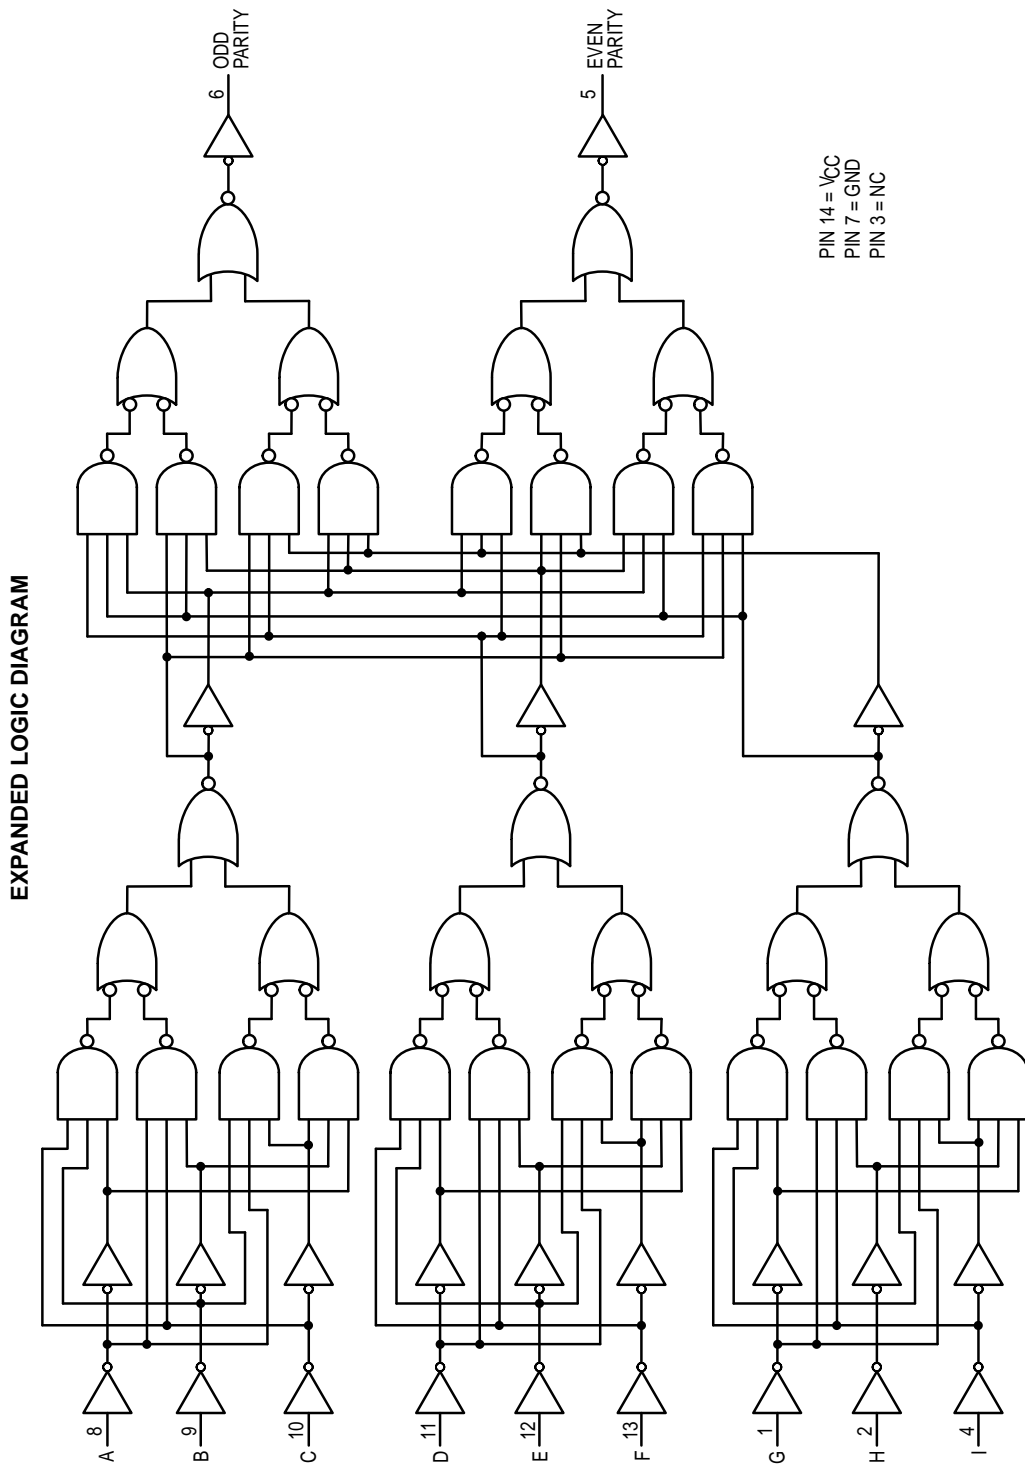 EXPANDED LOGIC DIAGRAM
A
8
B
9
C
10
D
11
E
12
F
13
G
1
H
2
I
4
6
ODD
PARITY
5
EVEN
PARITY
PIN 14 = VCC
PIN 7 = GND
PIN 3 = NC